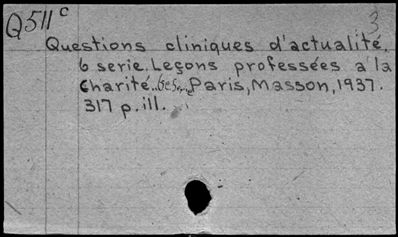 Q511c
3
Questions cliniques d'actualité.
6 serie. Leçons professées a la
Charité. Paris, Masson, 1937.
317 p. ill.